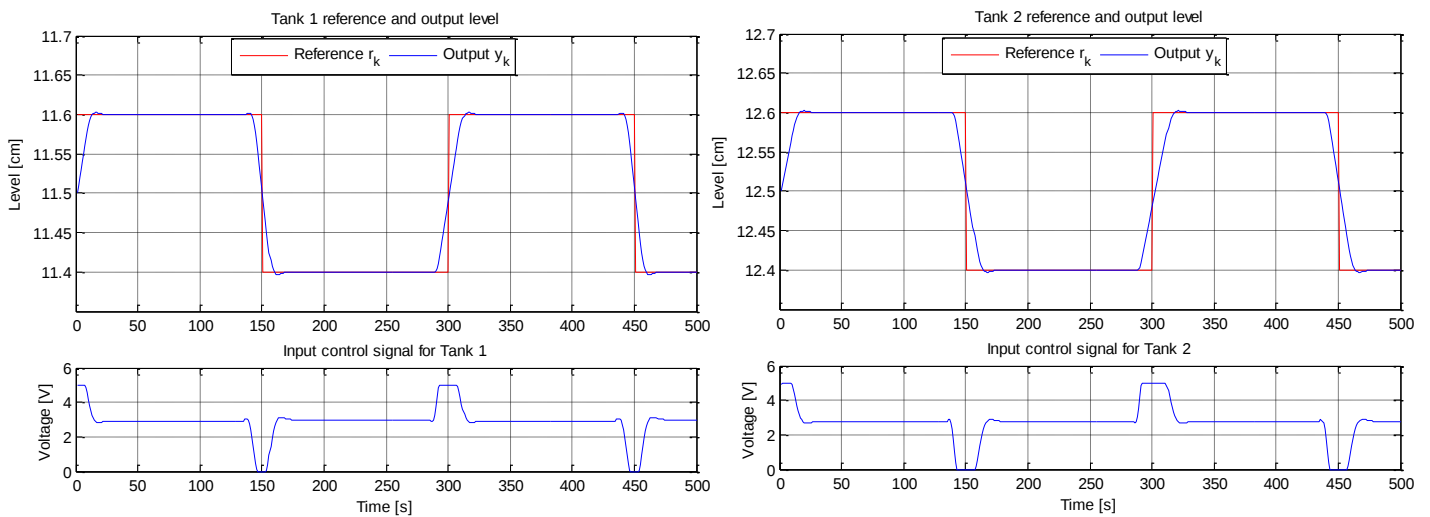 Tank 1 reference and output level
11.7
11.65
11.6
11.55
11.5
11.45
11.4
Level [cm]
Reference r_k
Output y_k
0 50 100 150 200 250 300 350 400 450 500
Input control signal for Tank 1
6
4
2
0
Voltage [V]
0 50 100 150 200 250 300 350 400 450 500
Time [s]
Tank 2 reference and output level
12.7
12.65
12.6
12.55
12.5
12.45
12.4
Level [cm]
Reference r_k
Output y_k
0 50 100 150 200 250 300 350 400 450 500
Input control signal for Tank 2
6
4
2
0
Voltage [V]
0 50 100 150 200 250 300 350 400 450 500
Time [s]